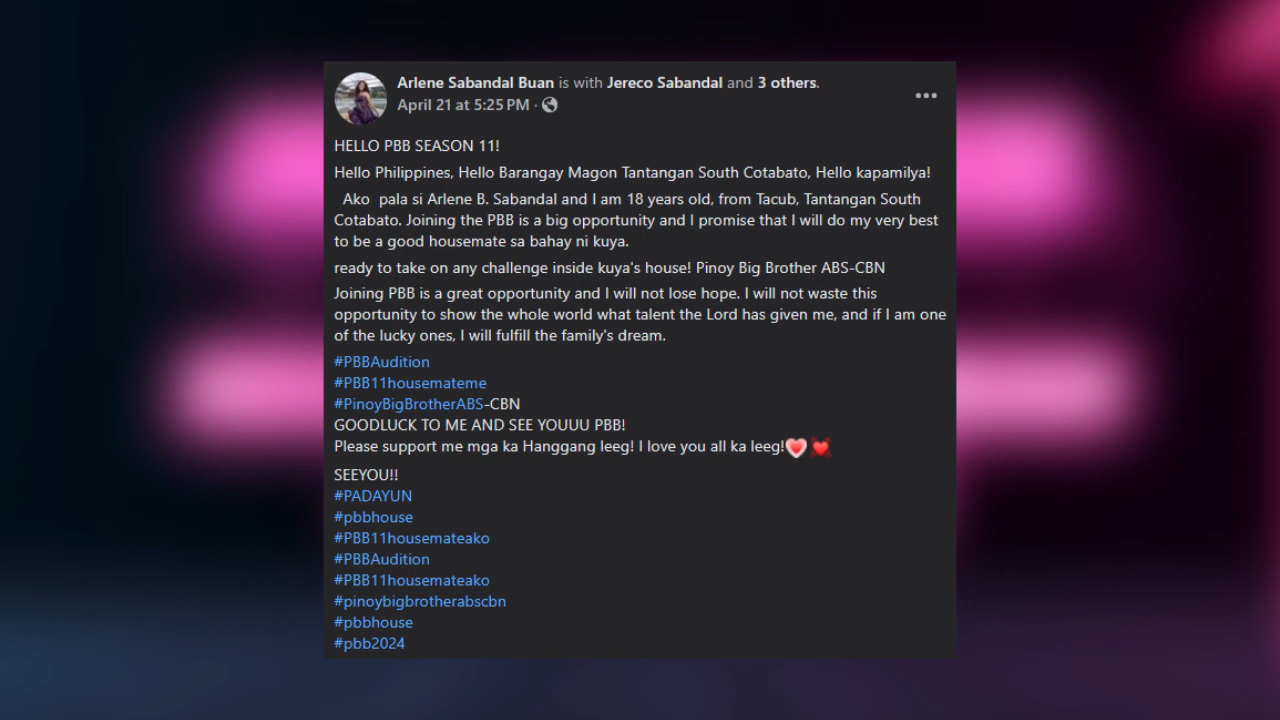 Arlene Sabandal Buan is with Jereco Sabandal and 3 others.
April 21 at 5:25 PM ·
HELLO PBB SEASON 11!
Hello Philippines, Hello Barangay Magon Tantangan South Cotabato, Hello kapamilya!
Ako pala si Arlene B. Sabandal and I am 18 years old, from Tacub, Tantangan South
Cotabato. Joining the PBB is a big opportunity and I promise that I will do my very best
to be a good housemate sa bahay ni kuya.
ready to take on any challenge inside kuya's house! Pinoy Big Brother ABS-CBN
Joining PBB is a great opportunity and I will not lose hope. I will not waste this
opportunity to show the whole world what talent the Lord has given me, and if I am one
of the lucky ones, I will fulfill the family's dream.
#PBBAudition
#PBB11housemateme
#PinoyBigBrotherABS-CBN
GOODLUCK TO ME AND SEE YOUUU PBB!
Please support me mga ka Hanggang leeg! I love you all ka leeg!
SEEYOU!!
#PADAYUN
#pbbhouse
#PBB11housemateako
#PBBAudition
#PBB11housemateako
#pinoybigbrotherabscbn
#pbbhouse
#pbb2024